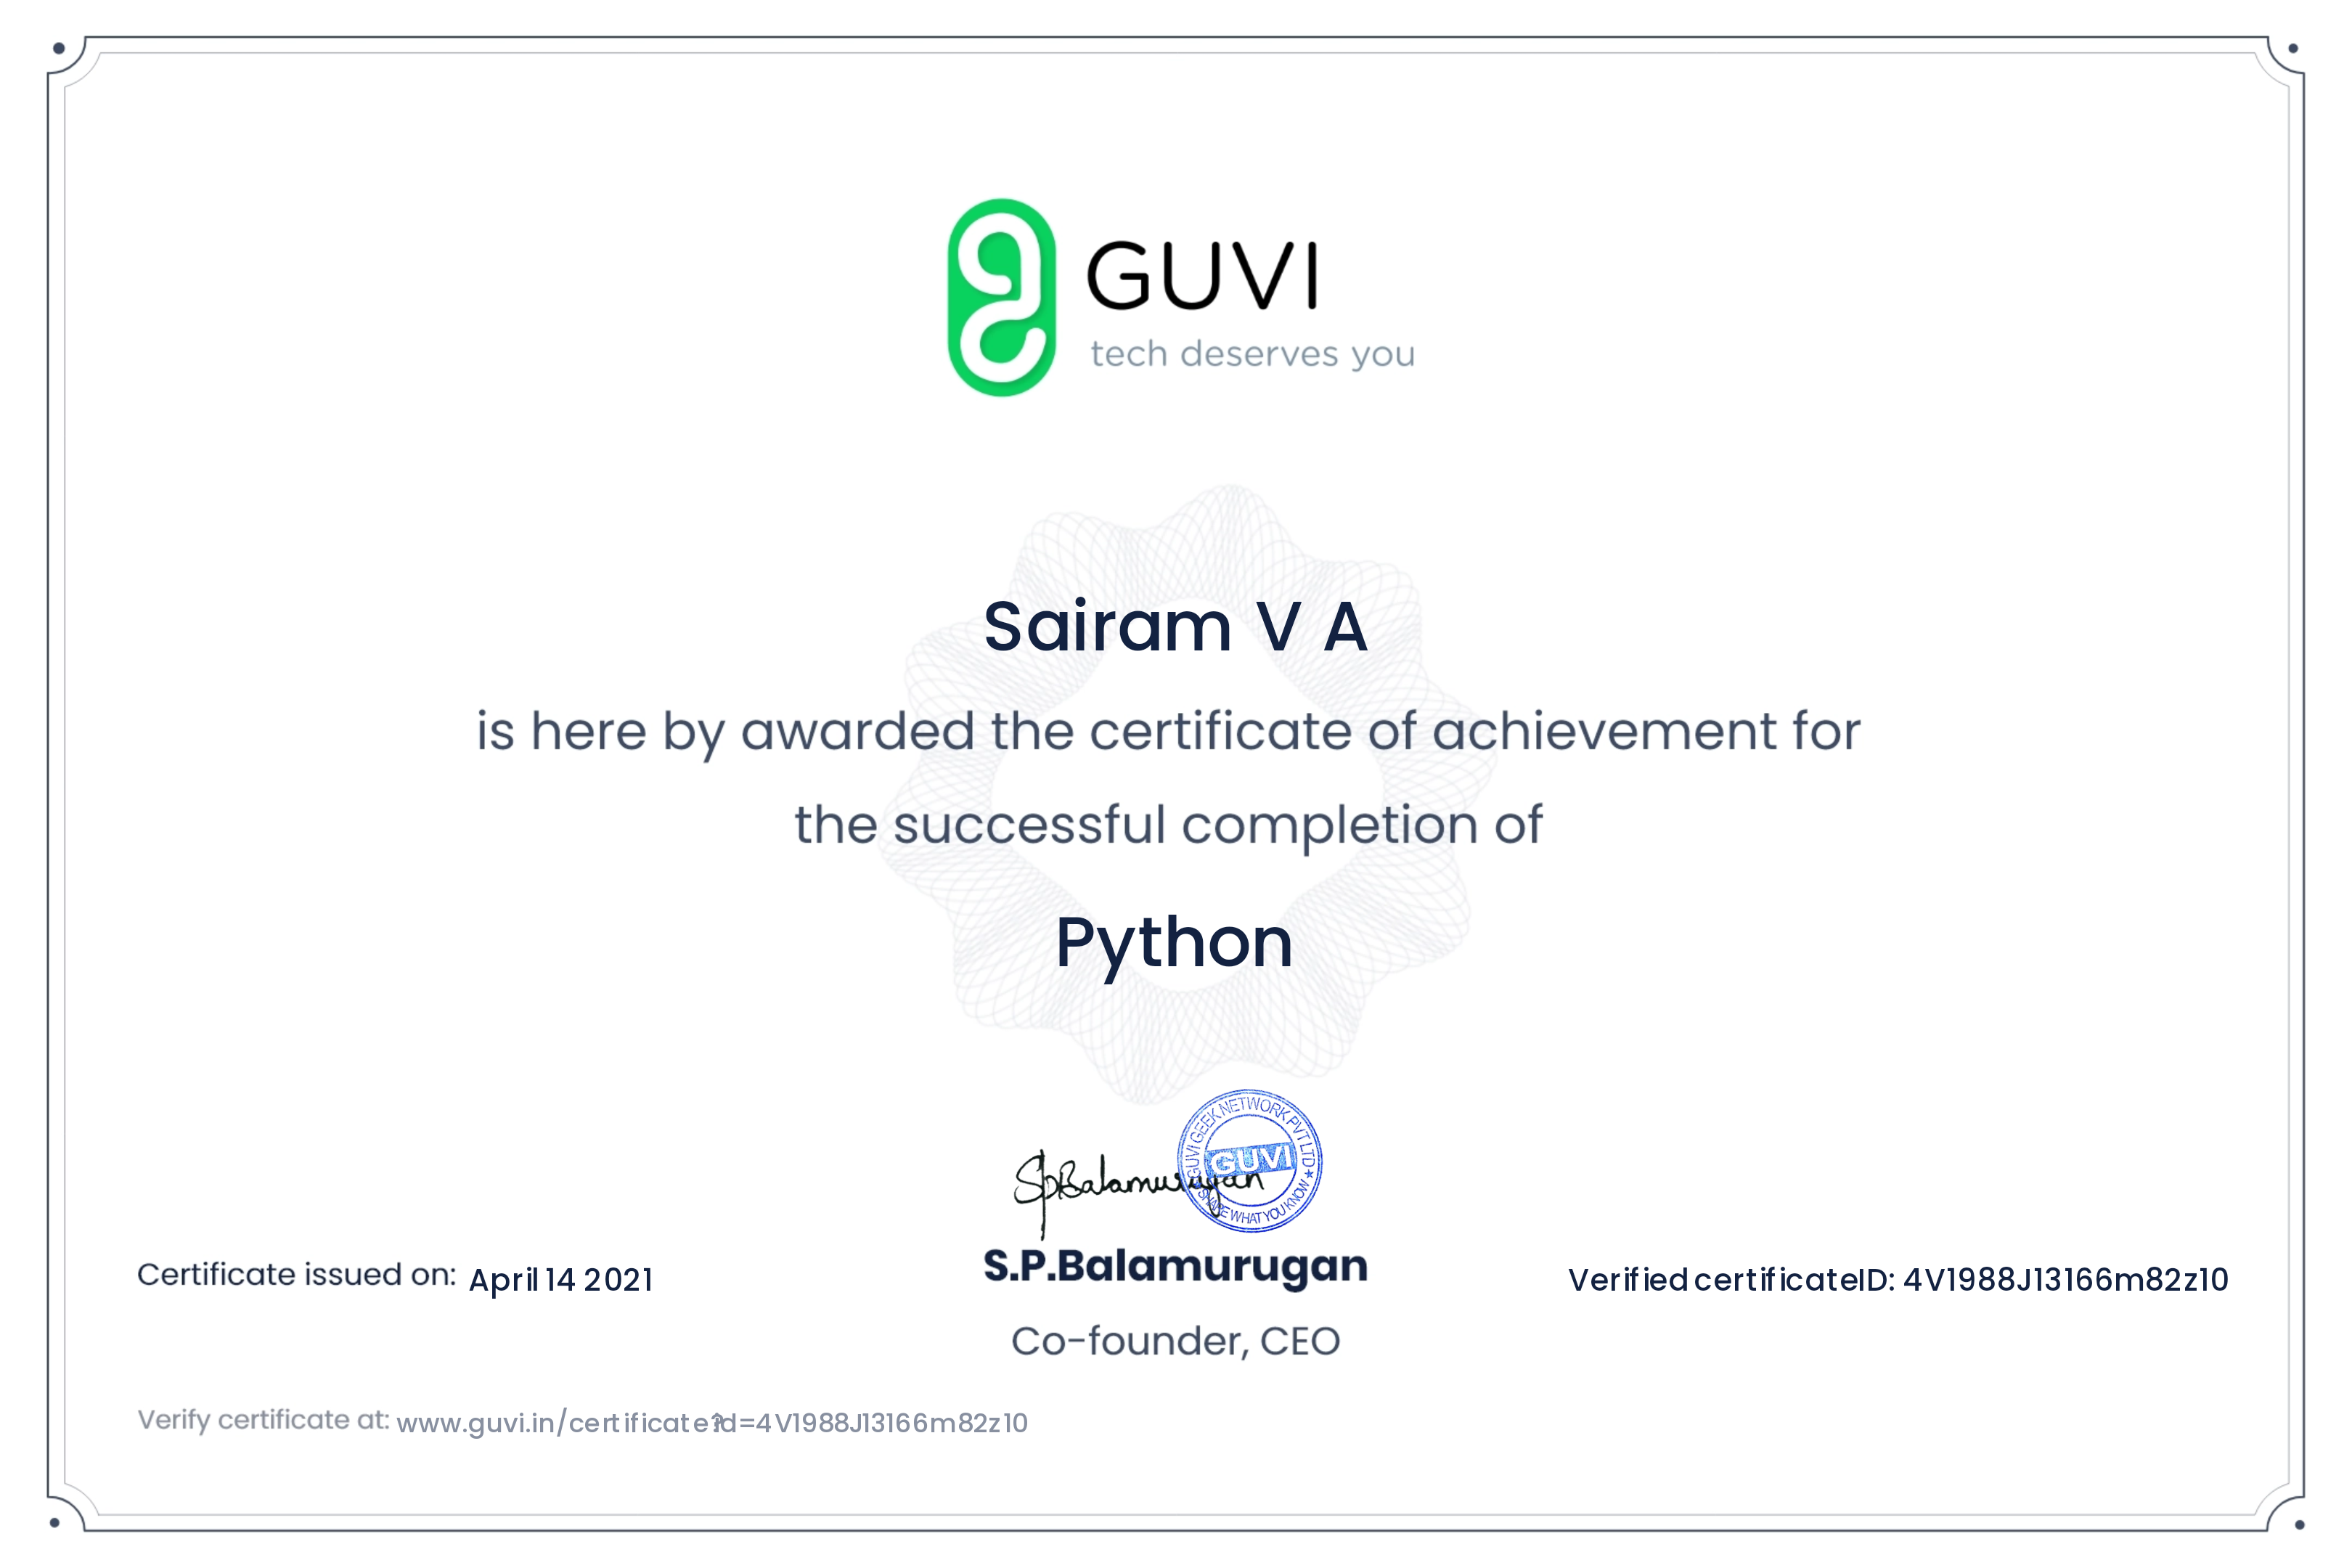 GUVI
tech deserves you
Sairam V A
is here by awarded the certificate of achievement for
the successful completion of
Python
SpBalamurugan
GUVI GEEK NETWORK PVT LTD
GUVI
SHARE WHAT YOU KNOW
S.P.Balamurugan
Co-founder, CEO
Certificate issued on: April 14 2021
Verified certificateID: 4V1988J13166m82z10
Verify certificate at: www.guvi.in/certificate?id=4V1988J13166m82z10